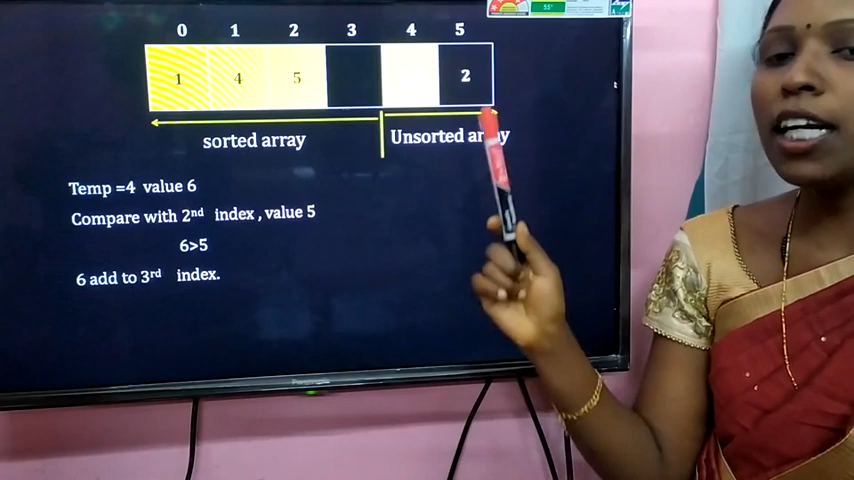 55°
0 1 2 3 4 5
1 4 5 2
sorted array Unsorted array
Temp =4 value 6
Compare with 2nd index , value 5
6>5
6 add to 3rd index.